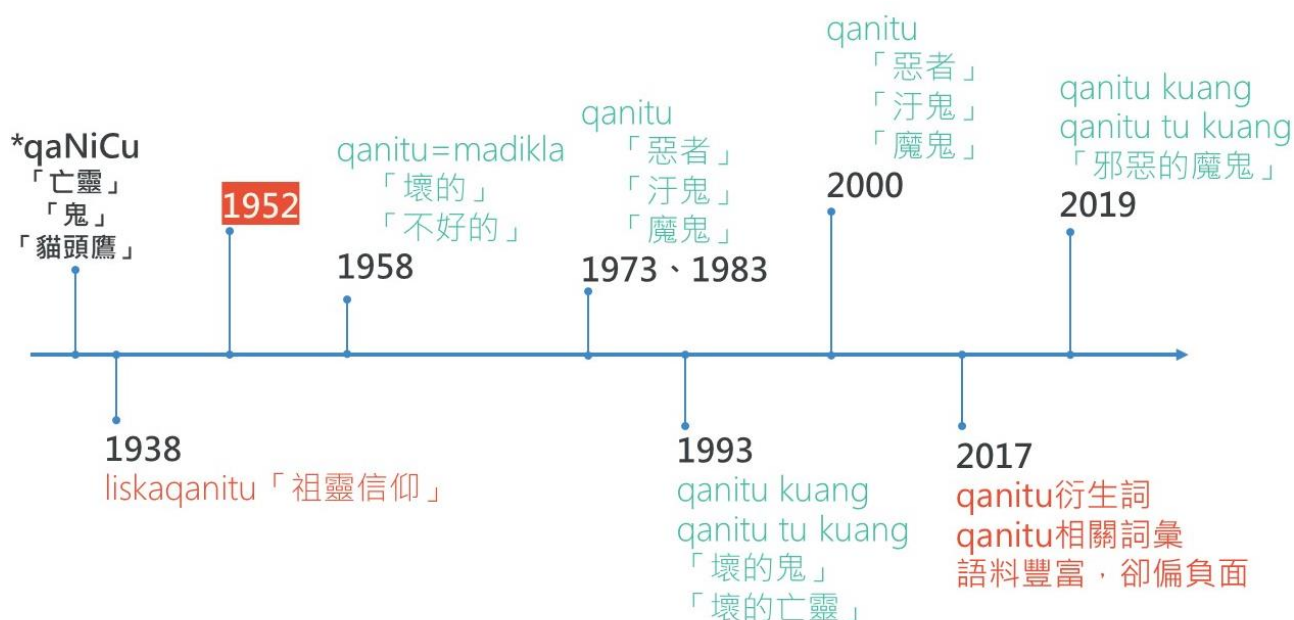 *qaNiCu
「亡靈」
「鬼」
「貓頭鷹」
1938
liskaqanitu「祖靈信仰」
1952
qanitu=madikla
「壞的」
「不好的」
1958
qanitu
「惡者」
「汙鬼」
「魔鬼」
1973、1983
1993
qanitu kuang
qanitu tu kuang
「壞的鬼」
「壞的亡靈」
qanitu
「惡者」
「汙鬼」
「魔鬼」
2000
2017
qanitu衍生詞
qanitu相關詞彙
語料豐富，卻偏負面
qanitu kuang
qanitu tu kuang
「邪惡的魔鬼」
2019